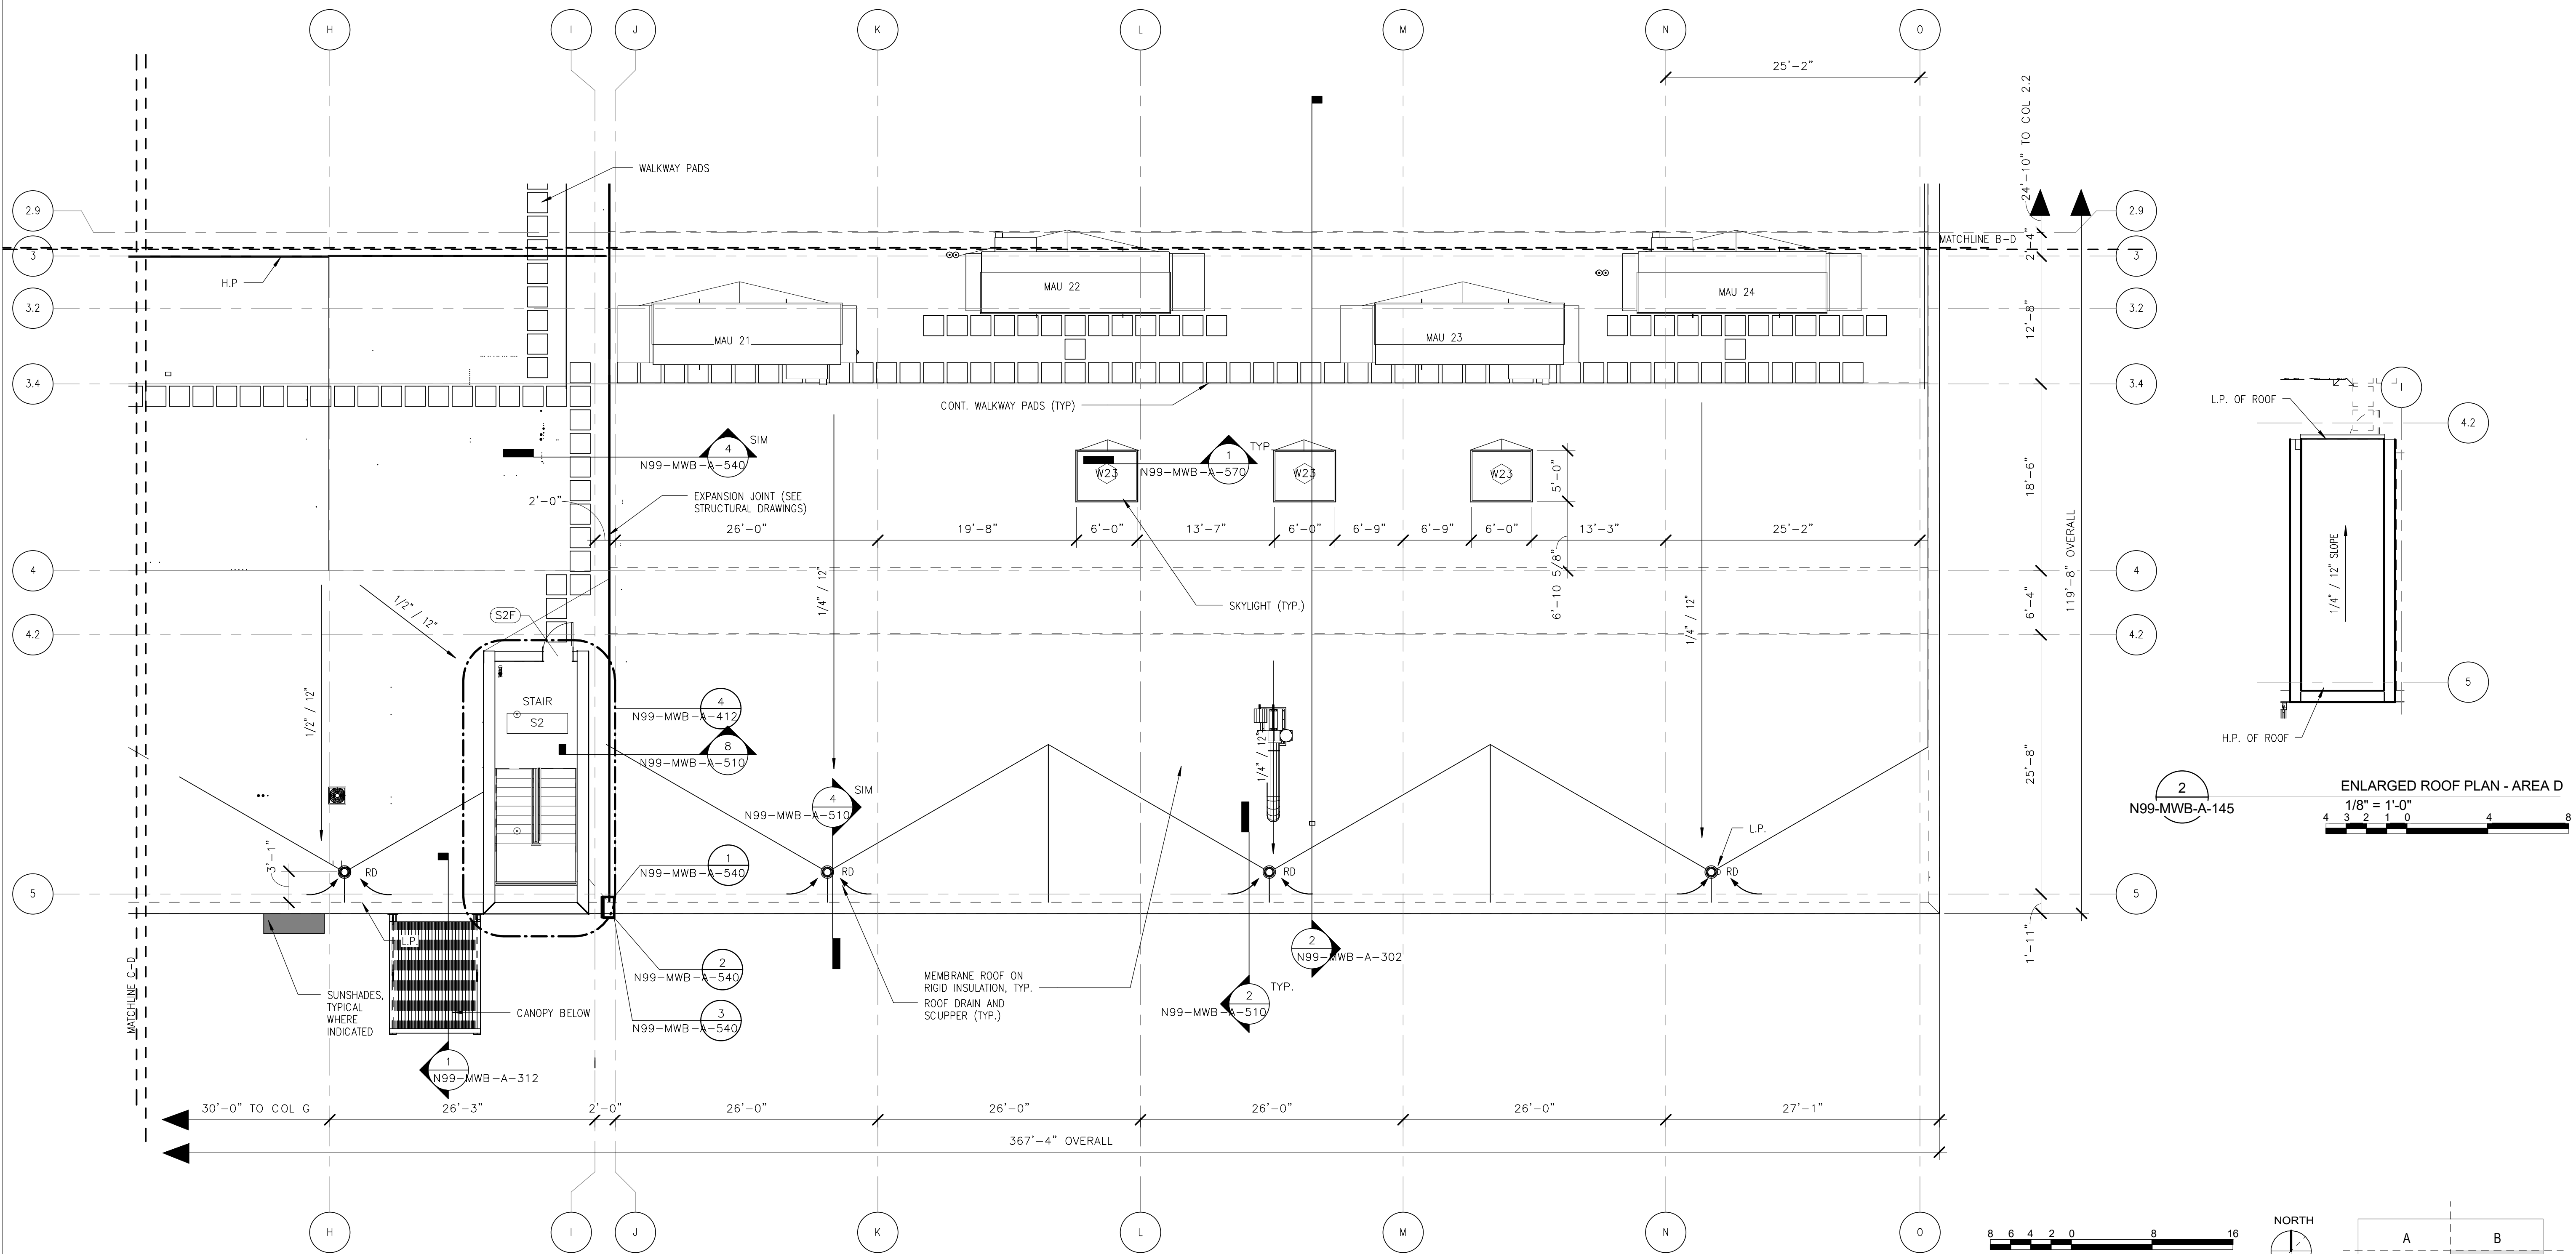 H
I
J
K
L
M
N
O
25'-2"
24'-10" TO COL 2.2
WALKWAY PADS
2.9
2.9
MATCHLINE B-D
2'-4"
3
3
H.P
MAU 22
MAU 24
3.2
3.2
MAU 21
MAU 23
12'-8"
3.4
3.4
CONT. WALKWAY PADS (TYP)
4
SIM
N99-MWB-A-540
1
TYP
N99-MWB-A-570
W23
W23
W23
5'-0"
18'-6"
2'-0"
EXPANSION JOINT (SEE
STRUCTURAL DRAWINGS)
26'-0"
19'-8"
6'-0"
13'-7"
6'-0"
6'-9"
6'-9"
6'-0"
13'-3"
25'-2"
6'-10 5/8"
119'-8" OVERALL
4
4
1/2" / 12"
1/4" / 12"
1/4" / 12"
SKYLIGHT (TYP.)
6'-4"
S2F
4.2
4.2
STAIR
S2
1/2" / 12"
4
N99-MWB-A-412
8
N99-MWB-A-510
1/4" / 12"
25'-8"
4
SIM
N99-MWB-A-510
L.P.
3'-1"
RD
RD
RD
RD
1
N99-MWB-A-540
5
5
1'-11"
L.P.
MATCHLINE C-D
2
N99-MWB-A-540
2
N99-MWB-A-302
SUNSHADES,
TYPICAL
WHERE
INDICATED
CANOPY BELOW
3
N99-MWB-A-540
MEMBRANE ROOF ON
RIGID INSULATION, TYP.
ROOF DRAIN AND
SCUPPER (TYP.)
2
TYP.
N99-MWB-A-510
1
N99-MWB-A-312
30'-0" TO COL G
26'-3"
2'-0"
26'-0"
26'-0"
26'-0"
26'-0"
27'-1"
367'-4" OVERALL
H
I
J
K
L
M
N
O
I
L.P. OF ROOF
4.2
1/4" / 12" SLOPE
5
H.P. OF ROOF
2
N99-MWB-A-145
ENLARGED ROOF PLAN - AREA D
1/8" = 1'-0"
4 3 2 1 0 4 8
8 6 4 2 0 8 16
NORTH
A
B